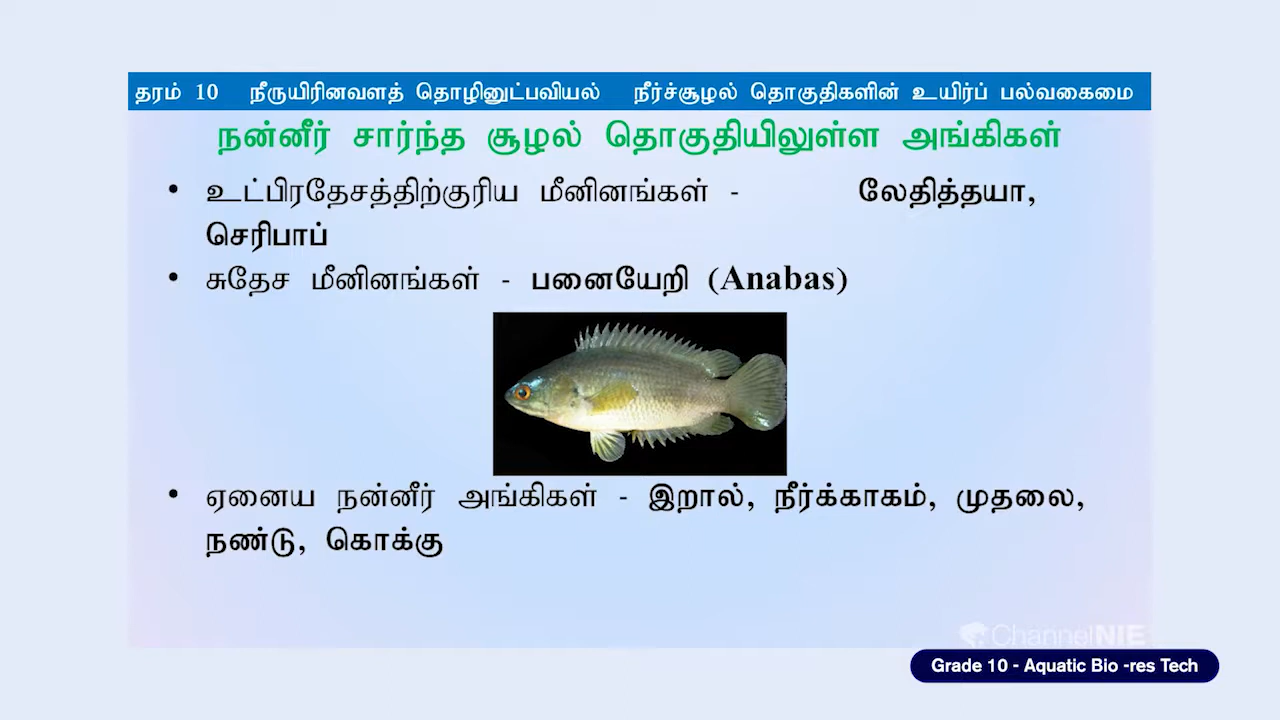 தரம் 10 நீருயிரினவளத் தொழினுட்பவியல் நீர்ச்சூழல் தொகுதிகளின் உயிர்ப் பல்வகைமை
நன்னீர் சார்ந்த சூழல் தொகுதியிலுள்ள அங்கிகள்
• உட்பிரதேசத்திற்குரிய மீனினங்கள் - லேதித்தயா,
செரிபாப்
• சுதேச மீனினங்கள் - பனையேறி (Anabas)
• ஏனைய நன்னீர் அங்கிகள் - இறால், நீர்க்காகம், முதலை,
நண்டு, கொக்கு
ChannelNIE
Grade 10 - Aquatic Bio -res Tech